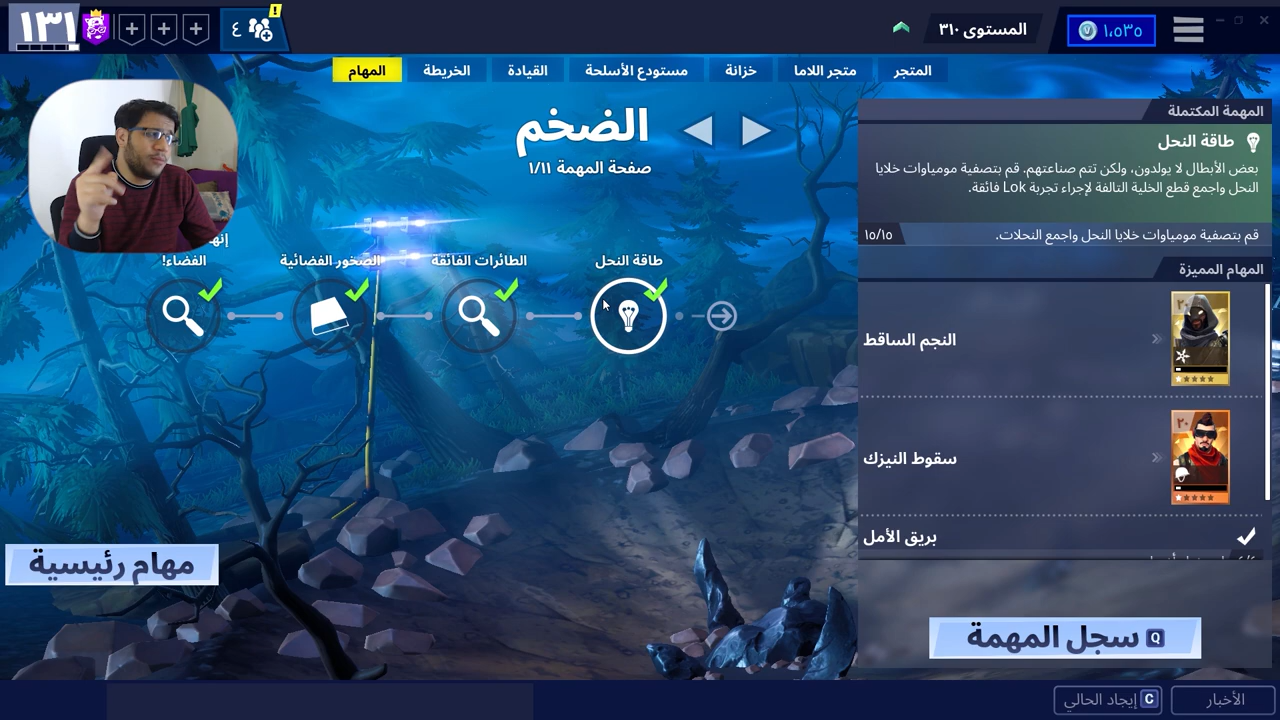 ١٣١
٤
!
المستوى ٣١٠
١،٥٣٥
المتجر
متجر اللاما
خزانة
مستودع الأسلحة
القيادة
الخريطة
المهام
الضخم
صفحة المهمة ١/١١
المهمة المكتملة
طاقة النحل
بعض الأبطال لا يولدون، ولكن تتم صناعتهم. قم بتصفية مومياوات خلايا
النحل واجمع قطع الخلية التالفة لإجراء تجربة Lok فائقة.
قم بتصفية مومياوات خلايا النحل واجمع النحلات.
١٥/١٥
المهام المميزة
٢٠
النجم الساقط
٢٠
سقوط النيزك
بريق الأمل
طاقة النحل
الطائرات الفائقة
الصخور الفضائية
الفضاء!
مهام رئيسية
سجل المهمة Q
إيجاد الحالي C
الأخبار